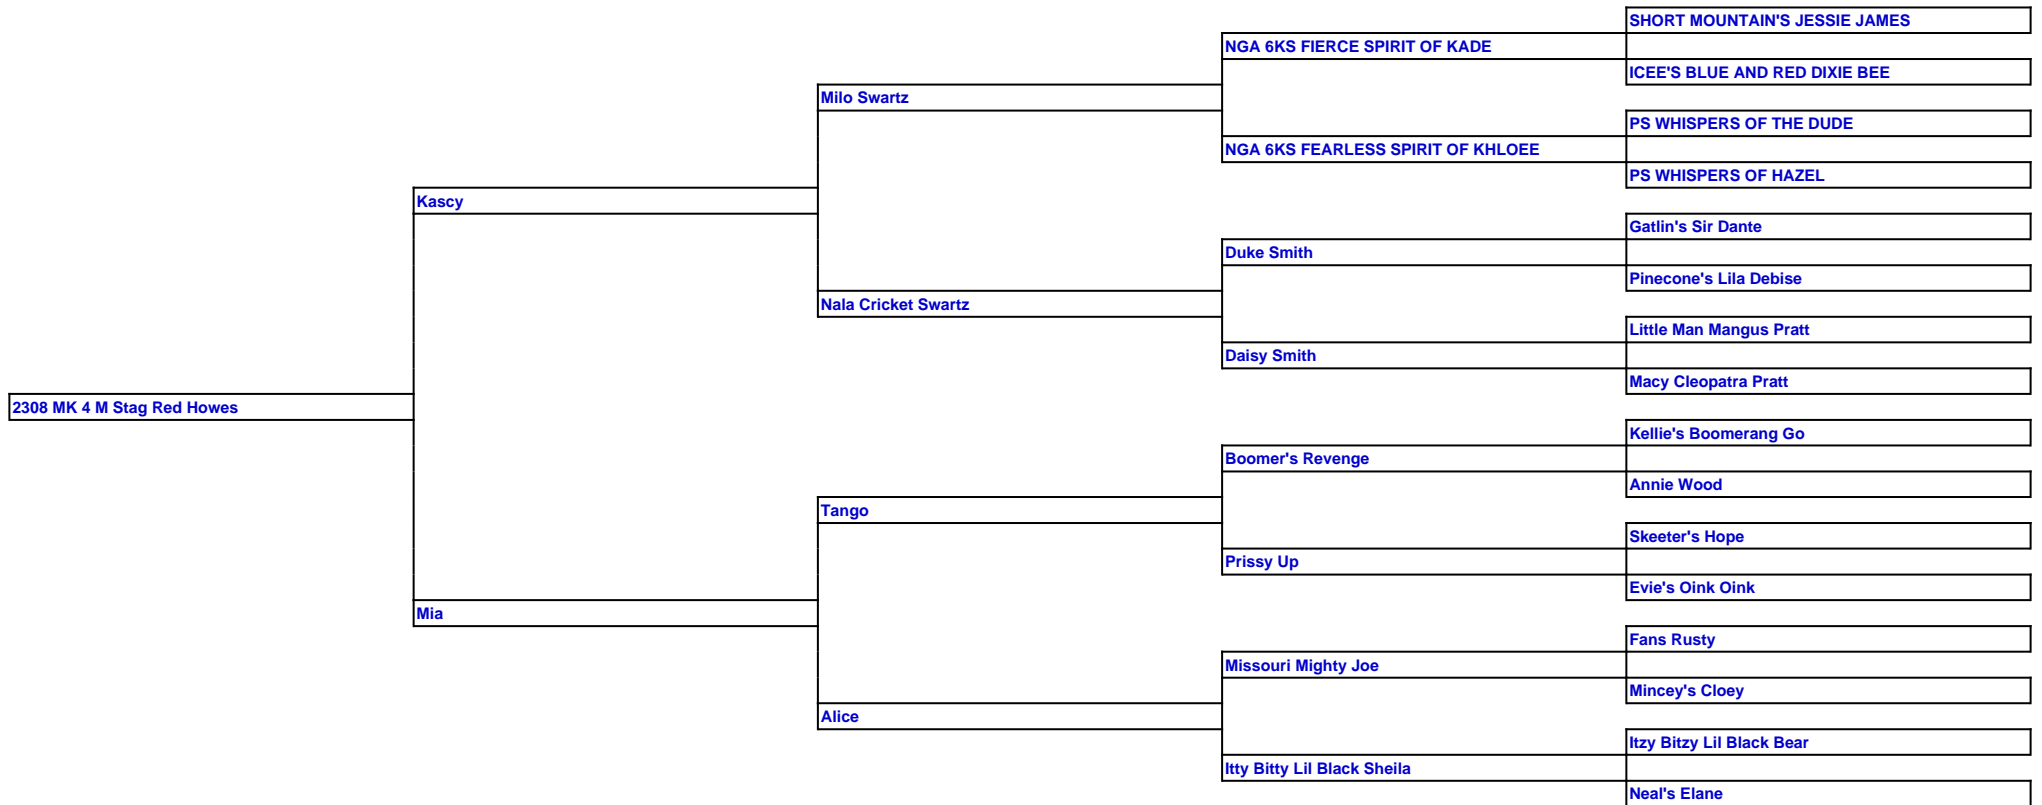 SHORT MOUNTAIN'S JESSIE JAMES
NGA 6KS FIERCE SPIRIT OF KADE
ICEE'S BLUE AND RED DIXIE BEE
Milo Swartz
PS WHISPERS OF THE DUDE
NGA 6KS FEARLESS SPIRIT OF KHLOEE
PS WHISPERS OF HAZEL
Kascy
Gatlin's Sir Dante
Duke Smith
Pinecone's Lila Debise
Nala Cricket Swartz
Little Man Mangus Pratt
Daisy Smith
Macy Cleopatra Pratt
2308 MK 4 M Stag Red Howes
Kellie's Boomerang Go
Boomer's Revenge
Annie Wood
Tango
Skeeter's Hope
Prissy Up
Evie's Oink Oink
Mia
Fans Rusty
Missouri Mighty Joe
Mincey's Cloey
Alice
Itzy Bitzy Lil Black Bear
Itty Bitty Lil Black Sheila
Neal's Elane